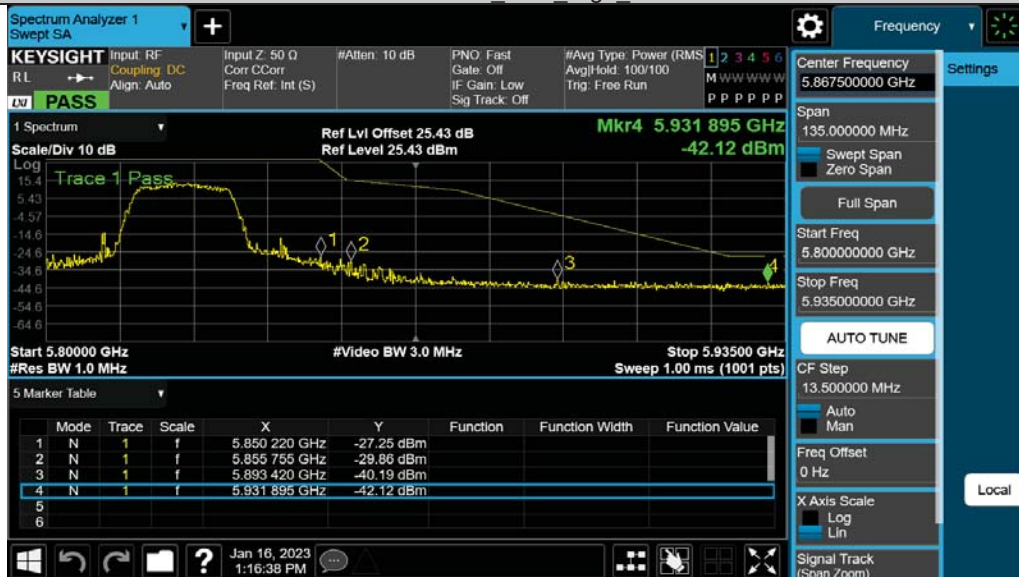 Spectrum Analyzer 1
Swept SA
+
Frequency
KEYSIGHT
RL
LXI PASS
Input: RF
Coupling: DC
Align: Auto
Input Z: 50 Ω
Corr CCorr
Freq Ref: Int (S)
#Atten: 10 dB
PNO: Fast
Gate: Off
IF Gain: Low
Sig Track: Off
#Avg Type: Power (RMS
Avg|Hold: 100/100
Trig: Free Run
1 2 3 4 5 6
M W W W W W
P P P P P P
1 Spectrum
Scale/Div 10 dB
Ref Lvl Offset 25.43 dB
Ref Level 25.43 dBm
Mkr4 5.931 895 GHz
-42.12 dBm
Log
Trace 1 Pass
15.4
5.43
-4.57
-14.6
-24.6
-34.6
-44.6
-54.6
-64.6
1
2
3
4
Start 5.80000 GHz
#Res BW 1.0 MHz
#Video BW 3.0 MHz
Stop 5.93500 GHz
Sweep 1.00 ms (1001 pts)
5 Marker Table
Mode Trace Scale X Y Function Function Width Function Value
1 N 1 f 5.850 220 GHz -27.25 dBm
2 N 1 f 5.855 755 GHz -29.86 dBm
3 N 1 f 5.893 420 GHz -40.19 dBm
4 N 1 f 5.931 895 GHz -42.12 dBm
5
6
?
Jan 16, 2023
1:16:38 PM
Center Frequency
5.867500000 GHz
Span
135.000000 MHz
Swept Span
Zero Span
Full Span
Start Freq
5.800000000 GHz
Stop Freq
5.935000000 GHz
AUTO TUNE
CF Step
13.500000 MHz
Auto
Man
Freq Offset
0 Hz
X Axis Scale
Log
Lin
Signal Track
(Span Zoom)
Settings
Local